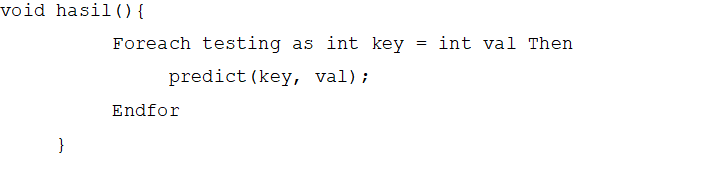 void hasil(){
Foreach testing as int key = int val Then
predict(key, val);
Endfor
}